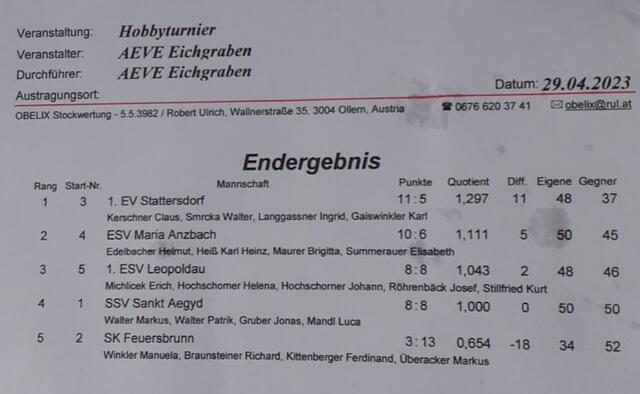 Veranstaltung: Hobbyturnier
Veranstalter: AEVE Eichgraben
Durchführer: AEVE Eichgraben
Austragungsort: Datum: 29.04.2023
OBELIX Stockwertung - 5.5.3982 / Robert Ulrich, Wallnerstraße 35, 3004 Ollern, Austria ☎ 0676 620 37 41 ✉ obelix@rul.at
Endergebnis
Rang Start-Nr. Mannschaft Punkte Quotient Diff. Eigene Gegner
1 3 1. EV Stattersdorf 11:5 1,297 11 48 37
Kerschner Claus, Smrcka Walter, Langgassner Ingrid, Gaiswinkler Karl
2 4 ESV Maria Anzbach 10:6 1,111 5 50 45
Edelbacher Helmut, Heiß Karl Heinz, Maurer Brigitta, Summerauer Elisabeth
3 5 1. ESV Leopoldau 8:8 1,043 2 48 46
Michlicek Erich, Hochschorner Helena, Hochschorner Johann, Röhrenbäck Josef, Stillfried Kurt
4 1 SSV Sankt Aegyd 8:8 1,000 0 50 50
Walter Markus, Walter Patrik, Gruber Jonas, Mandl Luca
5 2 SK Feuersbrunn 3:13 0,654 -18 34 52
Winkler Manuela, Braunsteiner Richard, Kittenberger Ferdinand, Überacker Markus